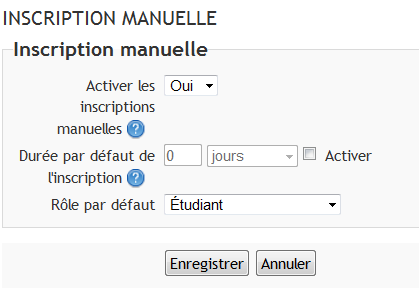 INSCRIPTION MANUELLE
Inscription manuelle
Activer les Oui
inscriptions
manuelles ?
Durée par défaut de 0 jours Activer
l'inscription ?
Rôle par défaut Étudiant
Enregistrer Annuler